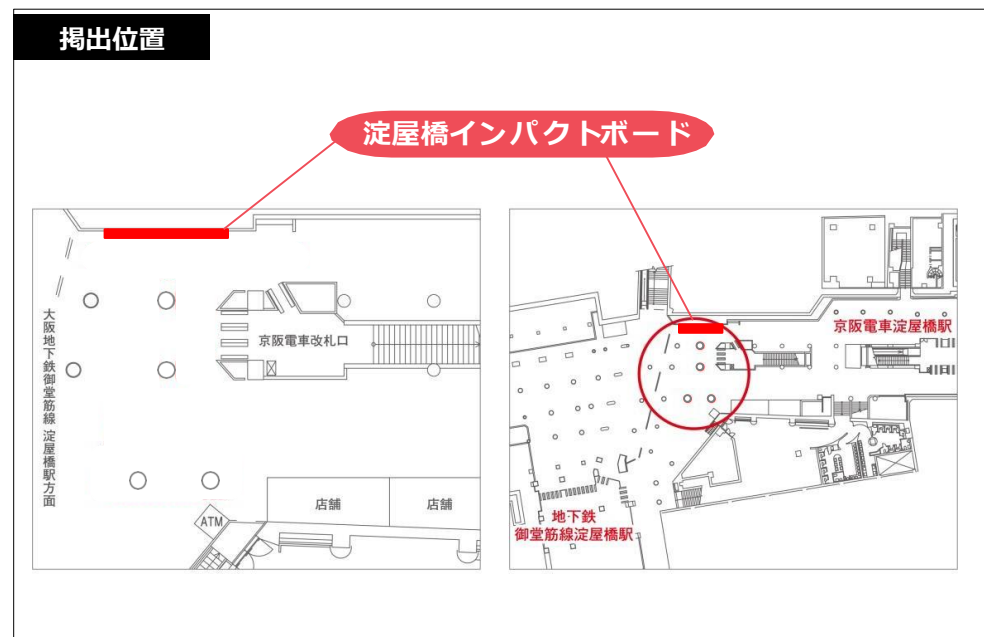 掲出位置
淀屋橋インパクトボード
大阪地下鉄御堂筋線 淀屋橋駅方面
京阪電車改札口
店舗
店舗
ATM
京阪電車淀屋橋駅
地下鉄
御堂筋線淀屋橋駅